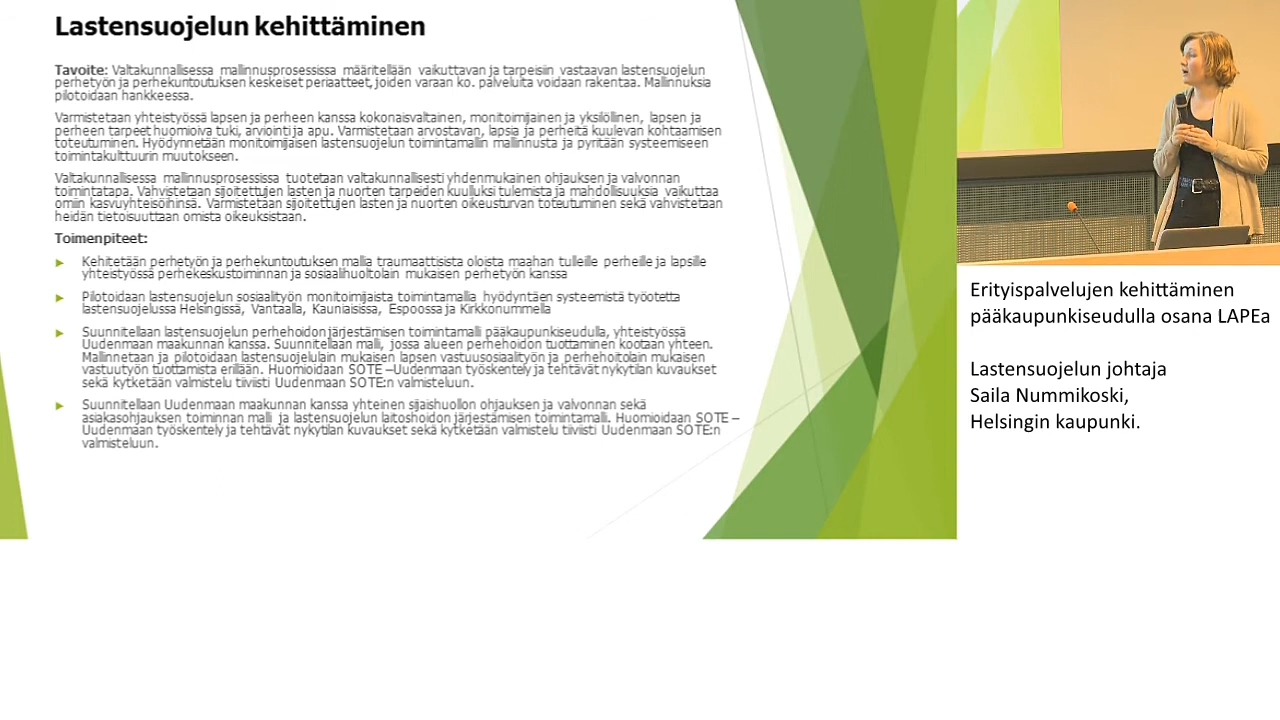 Lastensuojelun kehittäminen
Tavoite: Valtakunnallisessa mallinnusprosessissa määritellään vaikuttavan ja tarpeisiin vastaavan lastensuojelun
perhetyön ja perhekuntoutuksen keskeiset periaatteet, joiden varaan ko. palveluita voidaan rakentaa. Mallinnuksia
pilotoidaan hankkeessa.
Varmistetaan yhteistyössä lapsen ja perheen kanssa kokonaisvaltainen, monitoimijainen ja yksilöllinen, lapsen ja
perheen tarpeet huomioiva tuki, arviointi ja apu. Varmistetaan arvostavan, lapsia ja perheitä kuulevan kohtaamisen
toteutuminen. Hyödynnetään monitoimijaisen lastensuojelun toimintamallin mallinnusta ja pyritään systeemiseen
toimintakulttuurin muutokseen.
Valtakunnallisessa mallinnusprosessissa tuotetaan valtakunnallisesti yhdenmukainen ohjauksen ja valvonnan
toimintatapa. Vahvistetaan sijoitettujen lasten ja nuorten tarpeiden kuulluksi tulemista ja mahdollisuuksia vaikuttaa
omiin kasvuyhteisöihinsä. Varmistetaan sijoitettujen lasten ja nuorten oikeusturvan toteutuminen sekä vahvistetaan
heidän tietoisuuttaan omista oikeuksistaan.
Toimenpiteet:
Kehitetään perhetyön ja perhekuntoutuksen mallia traumaattisista oloista maahan tulleille perheille ja lapsille
yhteistyössä perhekeskustoiminnan ja sosiaalihuoltolain mukaisen perhetyön kanssa
Pilotoidaan lastensuojelun sosiaalityön monitoimijaista toimintamallia hyödyntäen systeemistä työotetta
lastensuojelussa Helsingissä, Vantaalla, Kauniaisissa, Espoossa ja Kirkkonummella
Suunnitellaan lastensuojelun perhehoidon järjestämisen toimintamalli pääkaupunkiseudulla, yhteistyössä
Uudenmaan maakunnan kanssa. Suunnitellaan malli, jossa alueen perhehoidon tuottaminen kootaan yhteen.
Mallinnetaan ja pilotoidaan lastensuojelulain mukaisen lapsen vastuusosiaalityön ja perhehoitolain mukaisen
vastuutyön tuottamista erillään. Huomioidaan SOTE –Uudenmaan työskentely ja tehtävät nykytilan kuvaukset
sekä kytketään valmistelu tiiviisti Uudenmaan SOTE:n valmisteluun.
Suunnitellaan Uudenmaan maakunnan kanssa yhteinen sijaishuollon ohjauksen ja valvonnan sekä
asiakasohjauksen toiminnan malli ja lastensuojelun laitoshoidon järjestämisen toimintamalli. Huomioidaan SOTE –
Uudenmaan työskentely ja tehtävät nykytilan kuvaukset sekä kytketään valmistelu tiiviisti Uudenmaan SOTE:n
valmisteluun.
Erityispalvelujen kehittäminen
pääkaupunkiseudulla osana LAPEa
Lastensuojelun johtaja
Saila Nummikoski,
Helsingin kaupunki.